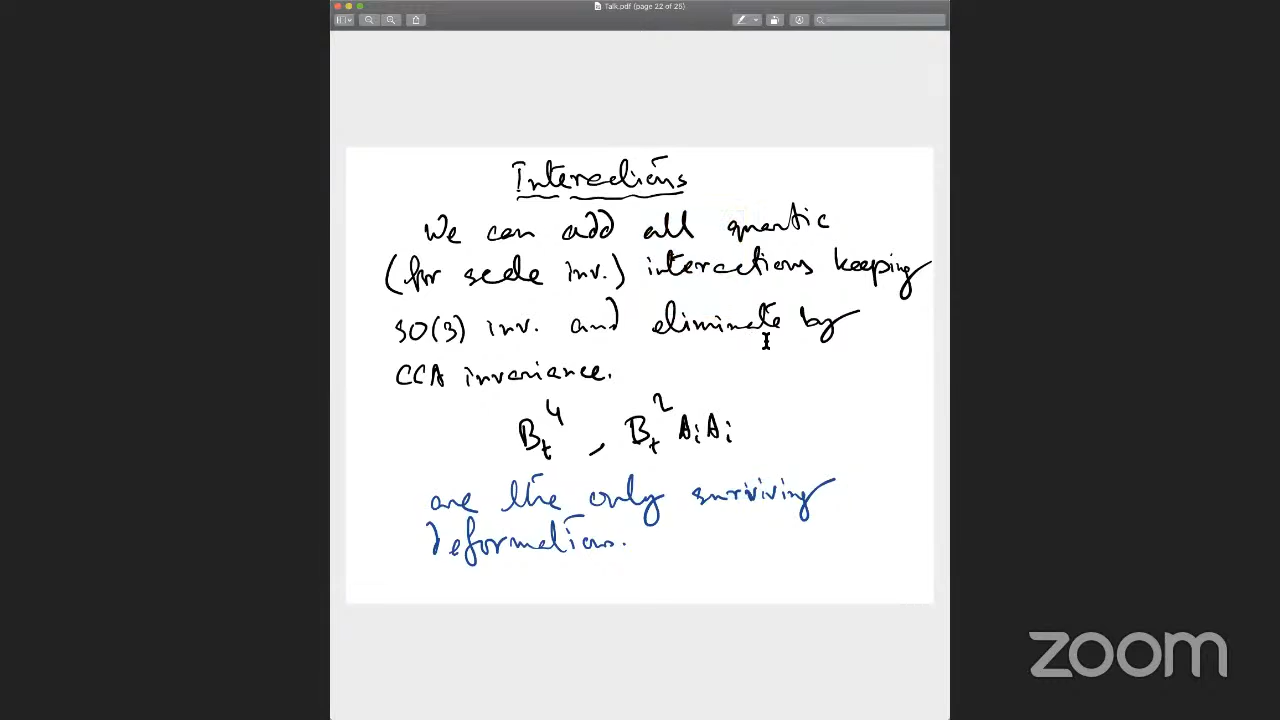 Talk.pdf (page 22 of 25)
Interactions
We can add all quartic
(for scale inv.) interactions keeping
SO(3) inv. and eliminate by
CCA invariance.
B_t^4 , B_t^2 A_i A_i
are the only surviving
deformations.
zoom